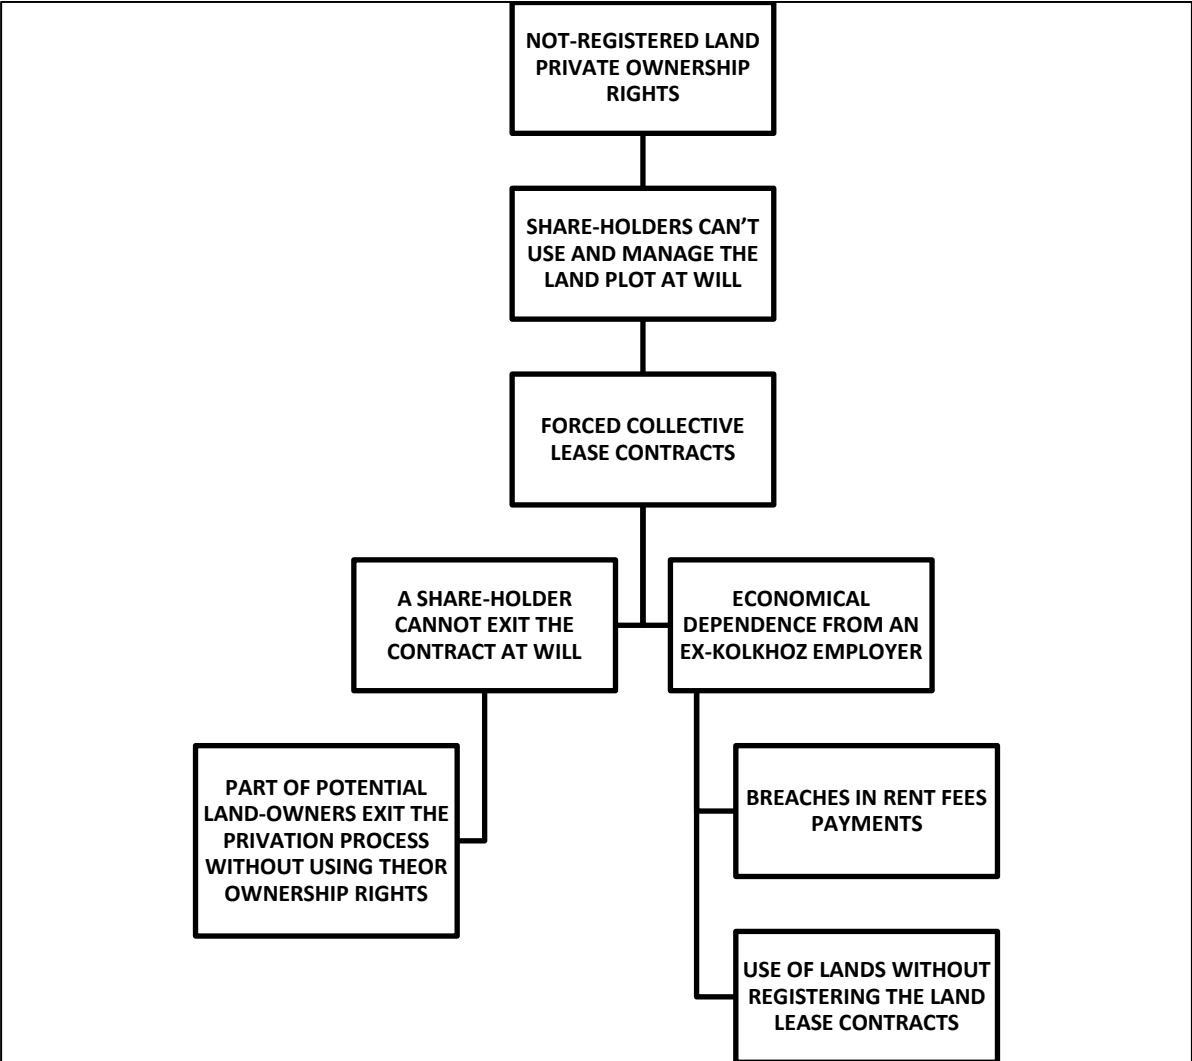 NOT-REGISTERED LAND
PRIVATE OWNERSHIP
RIGHTS
SHARE-HOLDERS CAN’T
USE AND MANAGE THE
LAND PLOT AT WILL
FORCED COLLECTIVE
LEASE CONTRACTS
A SHARE-HOLDER
CANNOT EXIT THE
CONTRACT AT WILL
ECONOMICAL
DEPENDENCE FROM AN
EX-KOLKHOZ EMPLOYER
PART OF POTENTIAL
LAND-OWNERS EXIT THE
PRIVATION PROCESS
WITHOUT USING THEOR
OWNERSHIP RIGHTS
BREACHES IN RENT FEES
PAYMENTS
USE OF LANDS WITHOUT
REGISTERING THE LAND
LEASE CONTRACTS